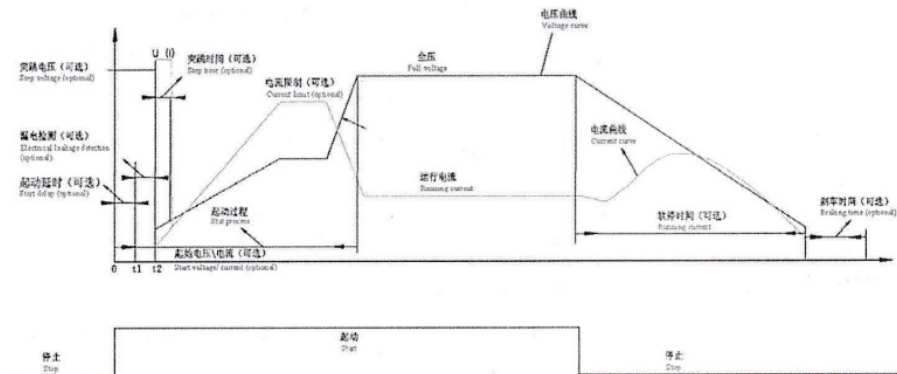 电压曲线
Voltage curve
U (I)
突跳电压（可选）
Step voltage (optional)
突跳时间（可选）
Step time (optional)
全压
Full voltage
电流限制（可选）
Current limit (optional)
漏电检测（可选）
Electrical leakage detection
(optional)
电流曲线
Current curve
起动延时（可选）
Start delay (optional)
运行电流
Running current
刹车时间（可选）
Braking time (optional)
起动过程
Stat process
软停时间（可选）
Running current
起始电压\电流（可选）
Start voltage/ current (optional)
0 t1 t2
起动
Start
停止
Stop
停止
Stop